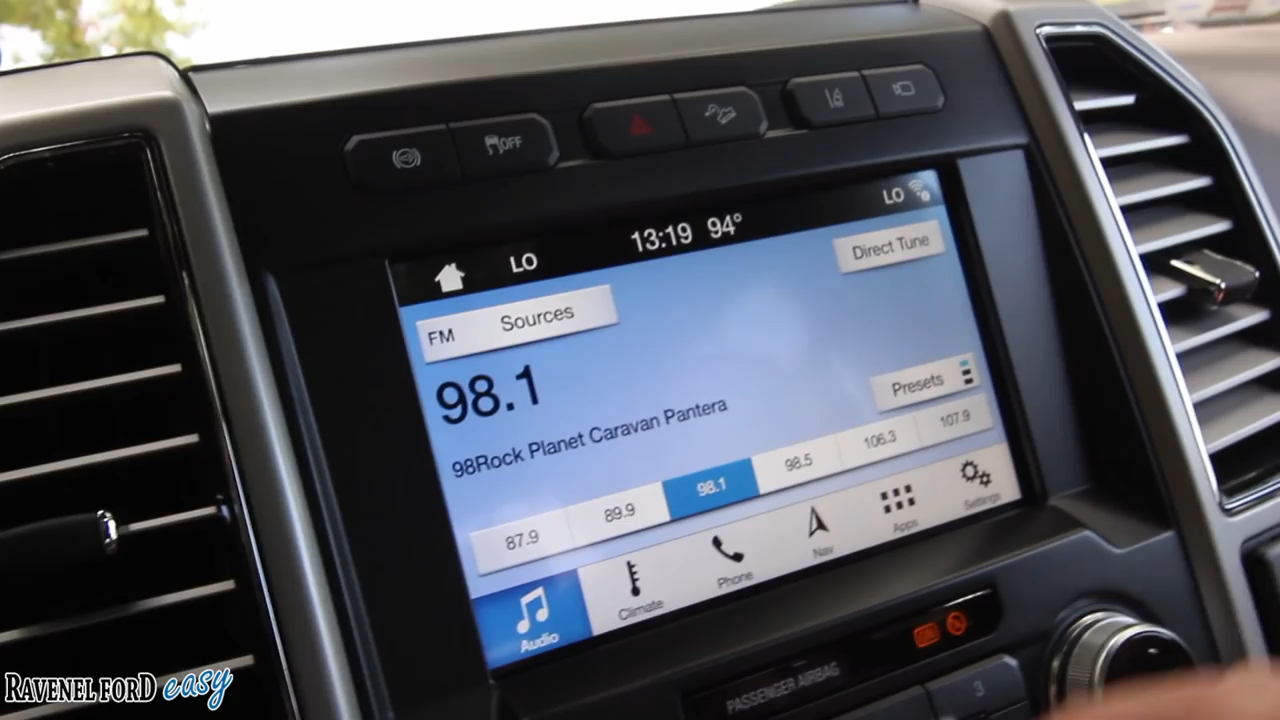 OFF
LO 13:19 94° LO
Direct Tune
FM Sources
98.1
Presets
98Rock Planet Caravan Pantera
87.9 89.9 98.1 98.5 106.3 107.9
Audio Climate Phone Nav Apps Settings
PASSENGER AIRBAG
3
RAVENEL FORD easy